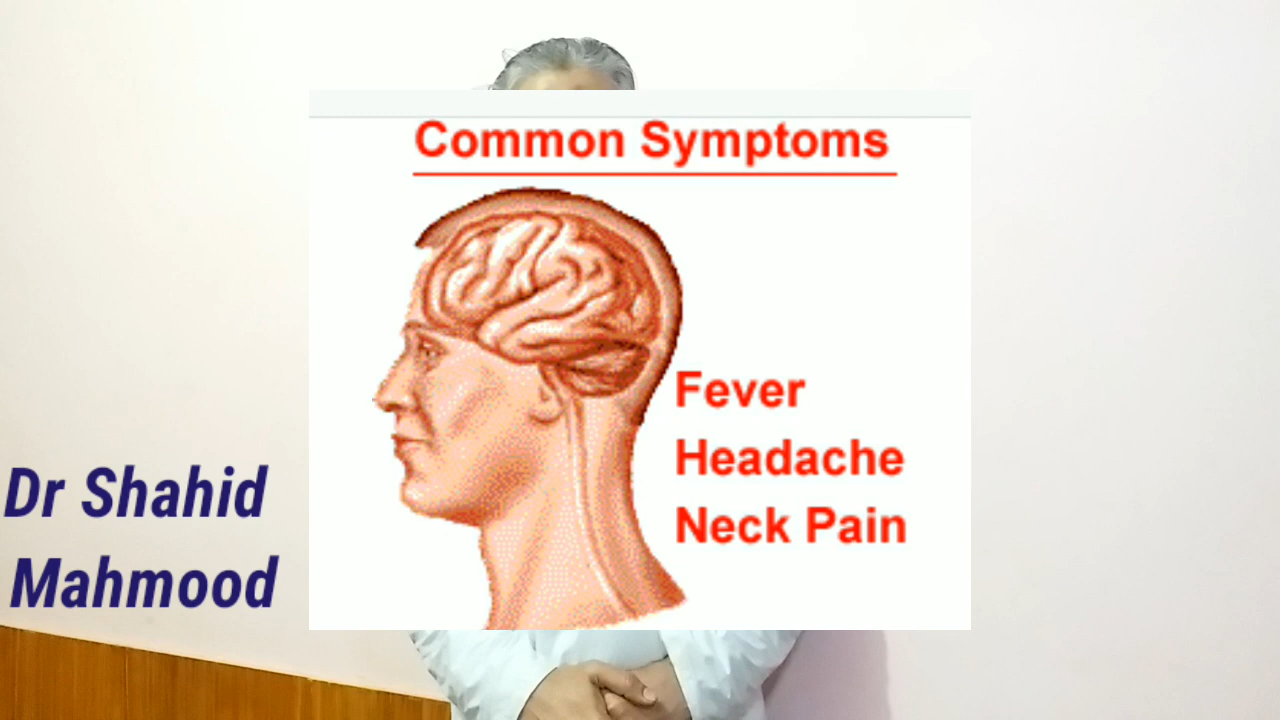 Common Symptoms
Fever
Headache
Neck Pain
Dr Shahid
Mahmood